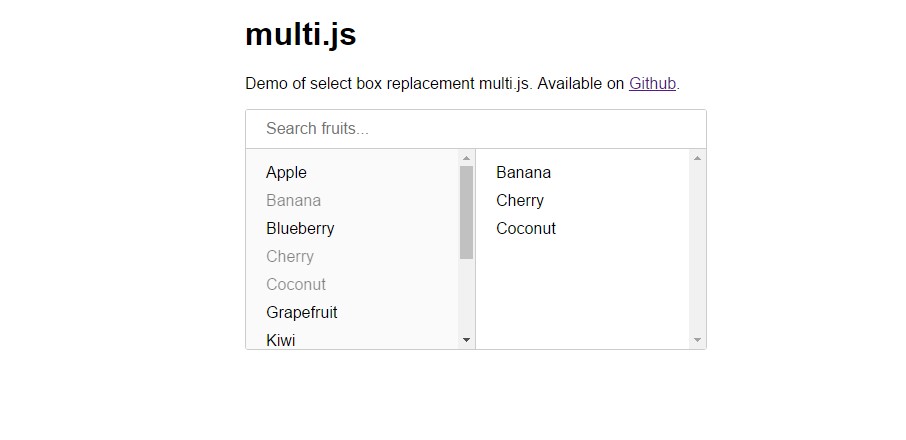 multi.js
Demo of select box replacement multi.js. Available on Github.
Search fruits...
Apple
Banana
Blueberry
Cherry
Coconut
Grapefruit
Kiwi
Banana
Cherry
Coconut